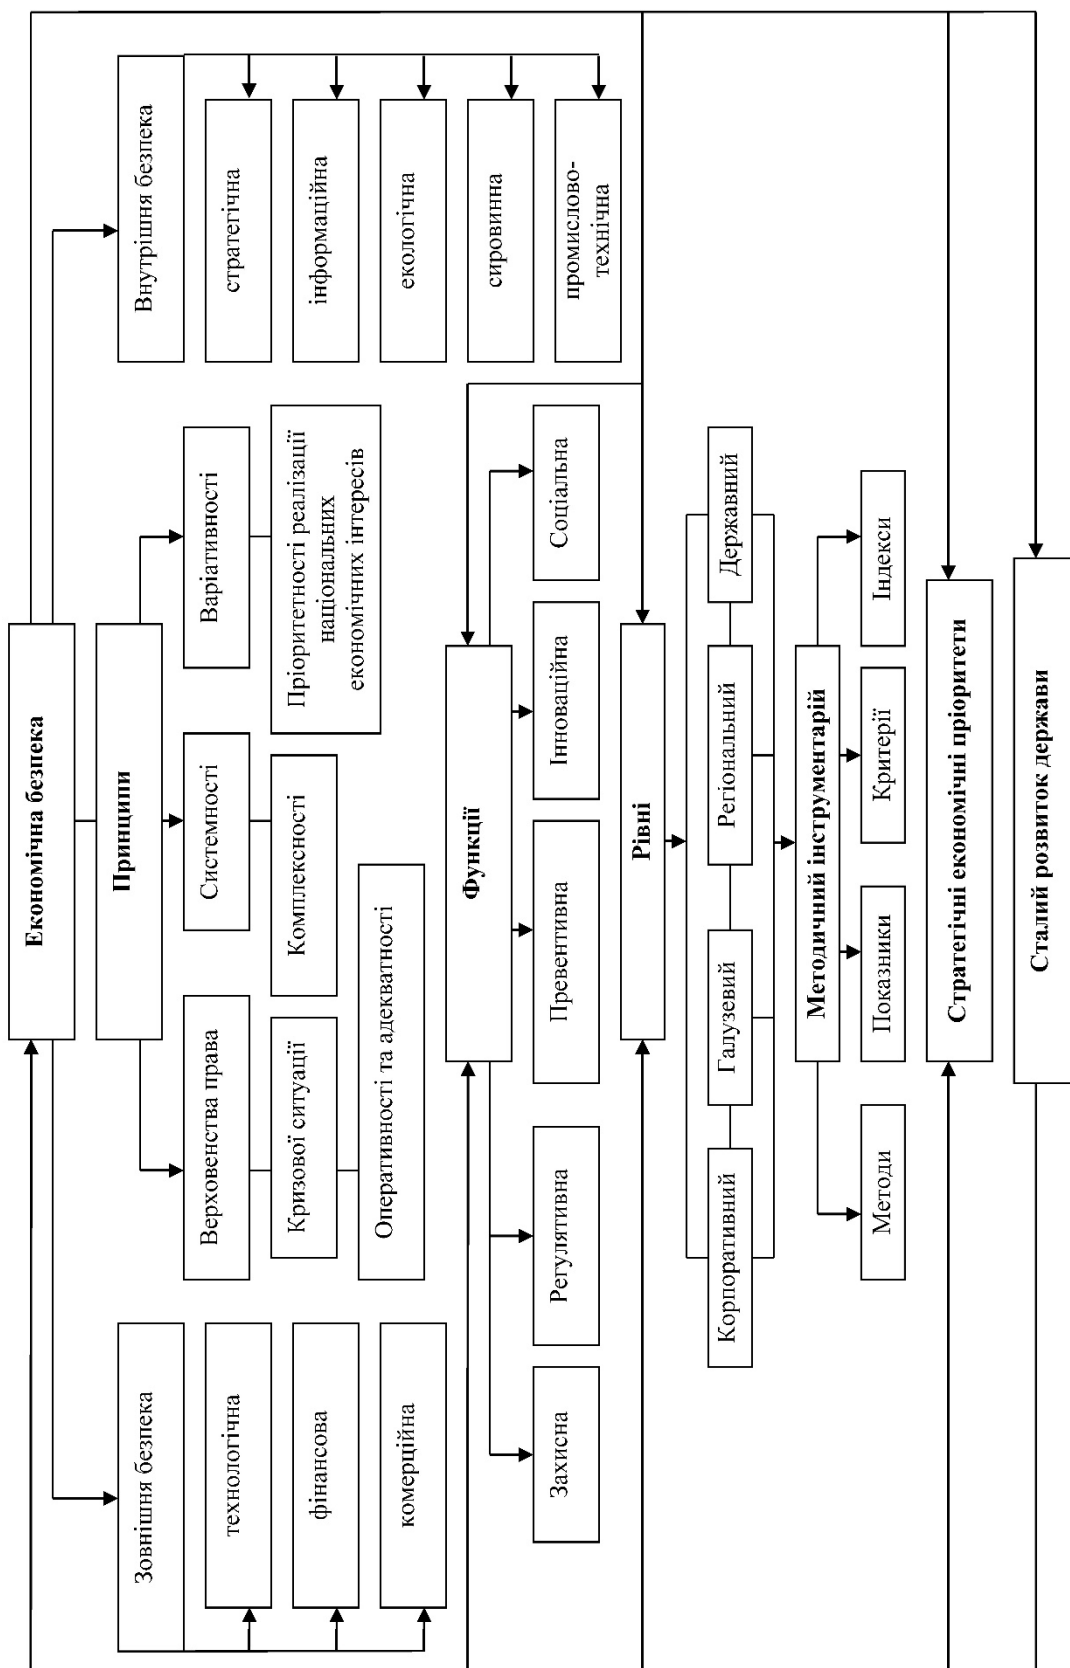 Економічна безпека
Зовнішня безпека
Принципи
Внутрішня безпека
технологічна
Верховенства права
Системності
Варіативності
стратегічна
фінансова
Кризової ситуації
Комплексності
Пріоритетності реалізації
національних
економічних інтересів
інформаційна
комерційна
Оперативності та адекватності
екологічна
Функції
сировинна
Захисна
Регулятивна
Превентивна
Інноваційна
Соціальна
промислово-
технічна
Рівні
Корпоративний
Галузевий
Регіональний
Державний
Методичний інструментарій
Методи
Показники
Критерії
Індекси
Стратегічні економічні пріоритети
Сталий розвиток держави